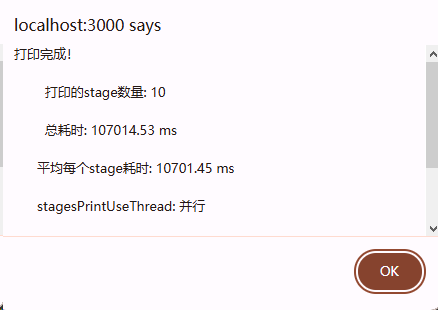 localhost:3000 says
打印完成!
打印的stage数量: 10
总耗时: 107014.53 ms
平均每个stage耗时: 10701.45 ms
stagesPrintUseThread: 并行
OK